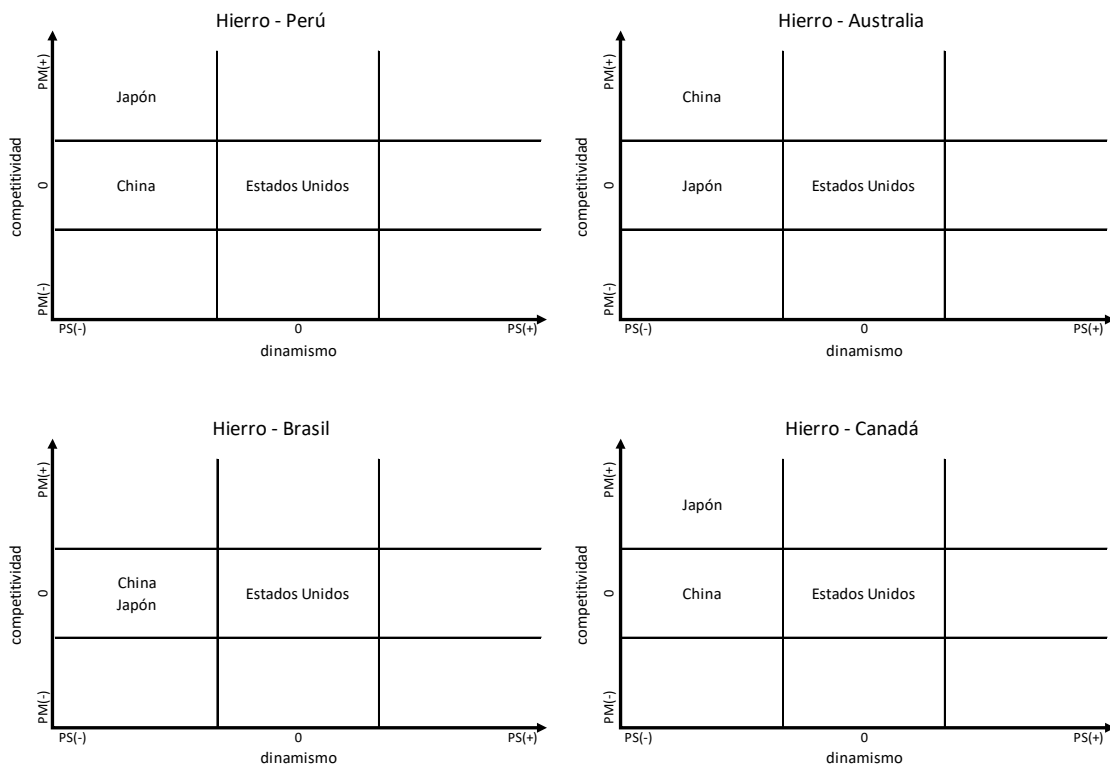 Hierro - Perú
PM(+)
Japón
competitividad
0
China
Estados Unidos
PM(-)
PS(-)
0
PS(+)
dinamismo
Hierro - Australia
PM(+)
China
competitividad
0
Japón
Estados Unidos
PM(-)
PS(-)
0
PS(+)
dinamismo
Hierro - Brasil
PM(+)
competitividad
0
China
Japón
Estados Unidos
PM(-)
PS(-)
0
PS(+)
dinamismo
Hierro - Canadá
PM(+)
Japón
competitividad
0
China
Estados Unidos
PM(-)
PS(-)
0
PS(+)
dinamismo